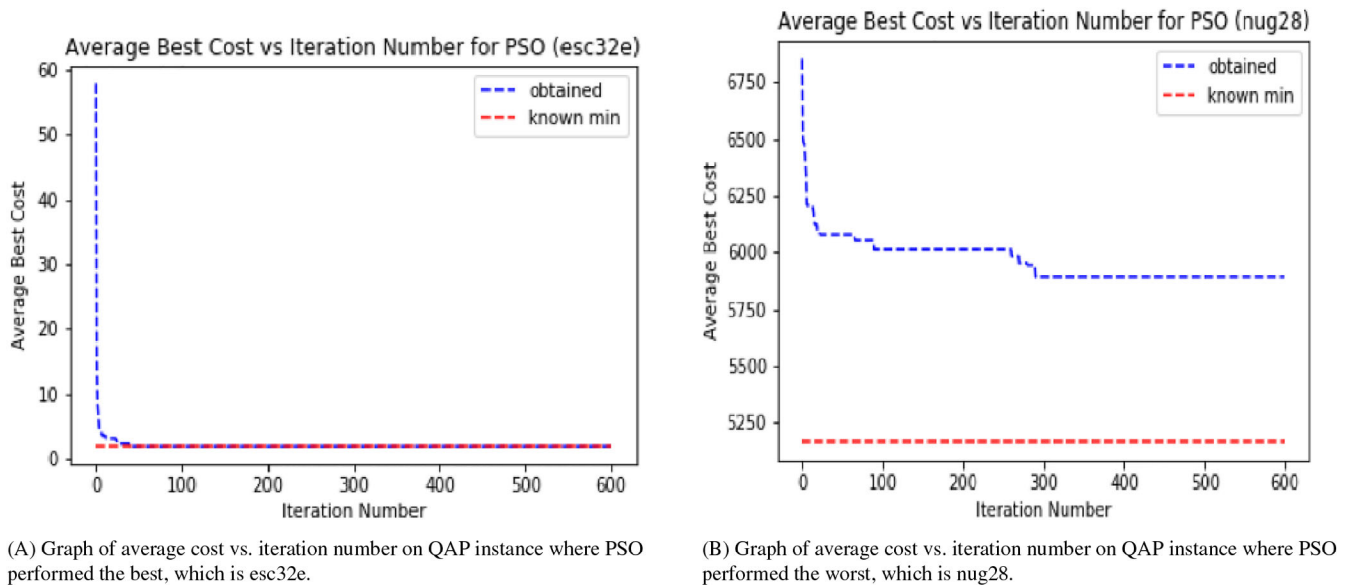 Average Best Cost vs Iteration Number for PSO (esc32e)
60
50
40
30
20
10
0
Average Best Cost
obtained
known min
0 100 200 300 400 500 600
Iteration Number
(A) Graph of average cost vs. iteration number on QAP instance where PSO
performed the best, which is esc32e.
Average Best Cost vs Iteration Number for PSO (nug28)
6750
6500
6250
6000
5750
5500
5250
Average Best Cost
obtained
known min
0 100 200 300 400 500 600
Iteration Number
(B) Graph of average cost vs. iteration number on QAP instance where PSO
performed the worst, which is nug28.